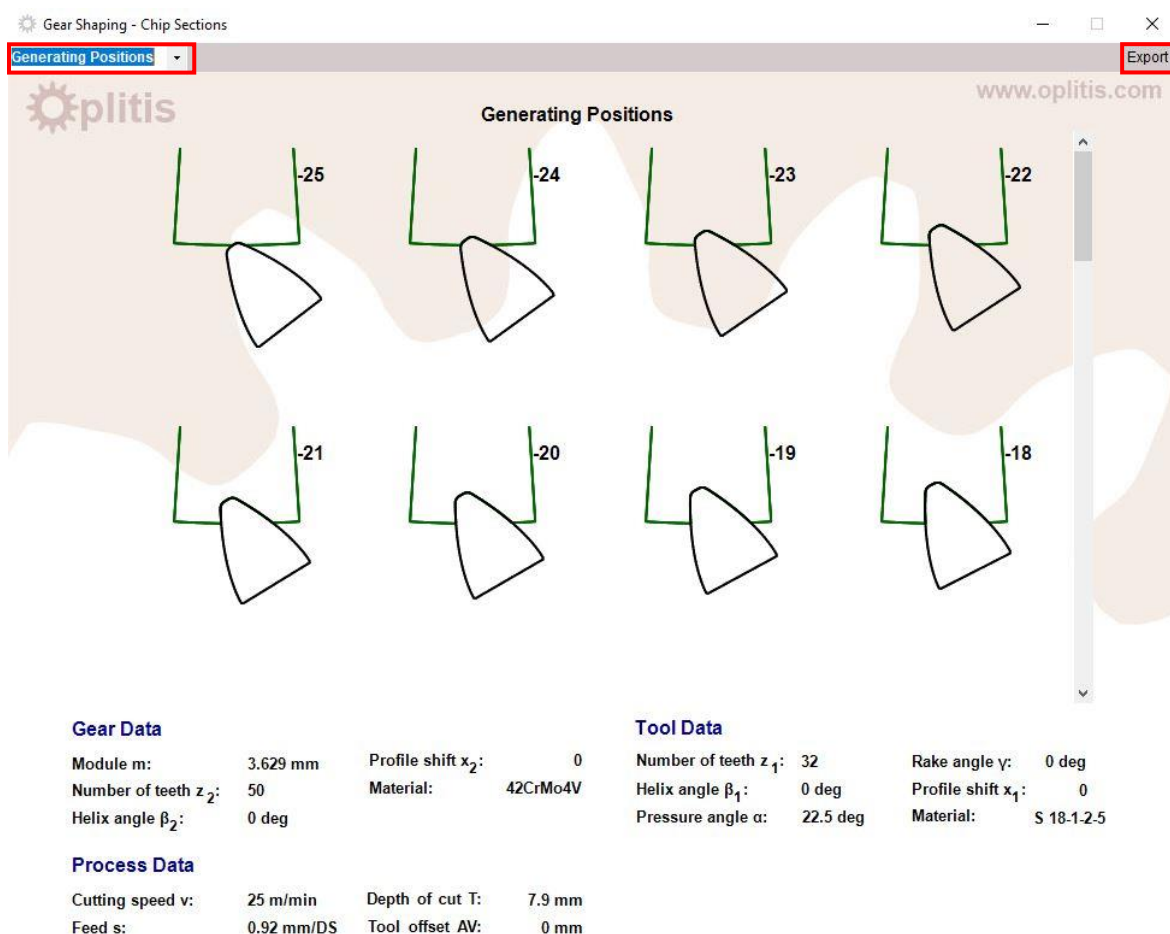 Gear Shaping - Chip Sections
Generating Positions
Export
Oplitis
www.oplitis.com
Generating Positions
-25
-24
-23
-22
-21
-20
-19
-18
Gear Data
Module m: 3.629 mm Profile shift x2: 0
Number of teeth z2: 50 Material: 42CrMo4V
Helix angle β2: 0 deg
Tool Data
Number of teeth z1: 32 Rake angle γ: 0 deg
Helix angle β1: 0 deg Profile shift x1: 0
Pressure angle α: 22.5 deg Material: S 18-1-2-5
Process Data
Cutting speed v: 25 m/min Depth of cut T: 7.9 mm
Feed s: 0.92 mm/DS Tool offset AV: 0 mm